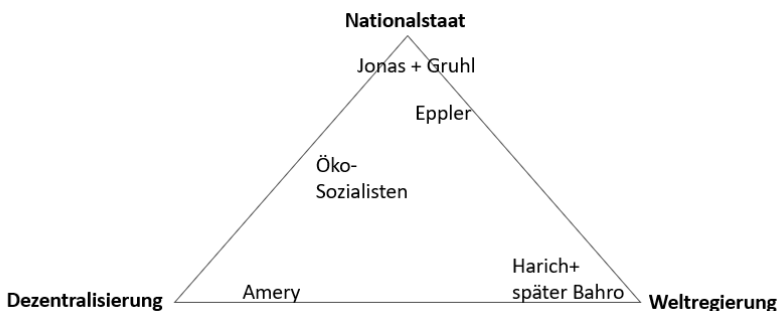 Nationalstaat
Jonas + Gruhl
Eppler
Öko-
Sozialisten
Harich+
später Bahro
Dezentralisierung
Amery
Weltregierung